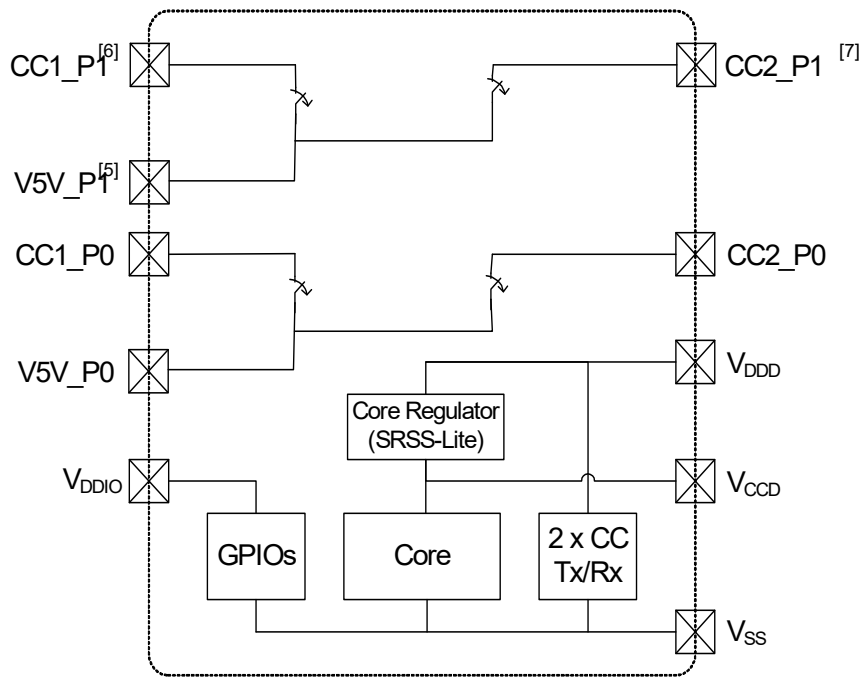 CC1_P1[6]
CC2_P1 [7]
V5V_P1[5]
CC1_P0
CC2_P0
V5V_P0
VDDD
Core Regulator
(SRSS-Lite)
VDDIO
VCCD
GPIOs
Core
2 x CC
Tx/Rx
VSS